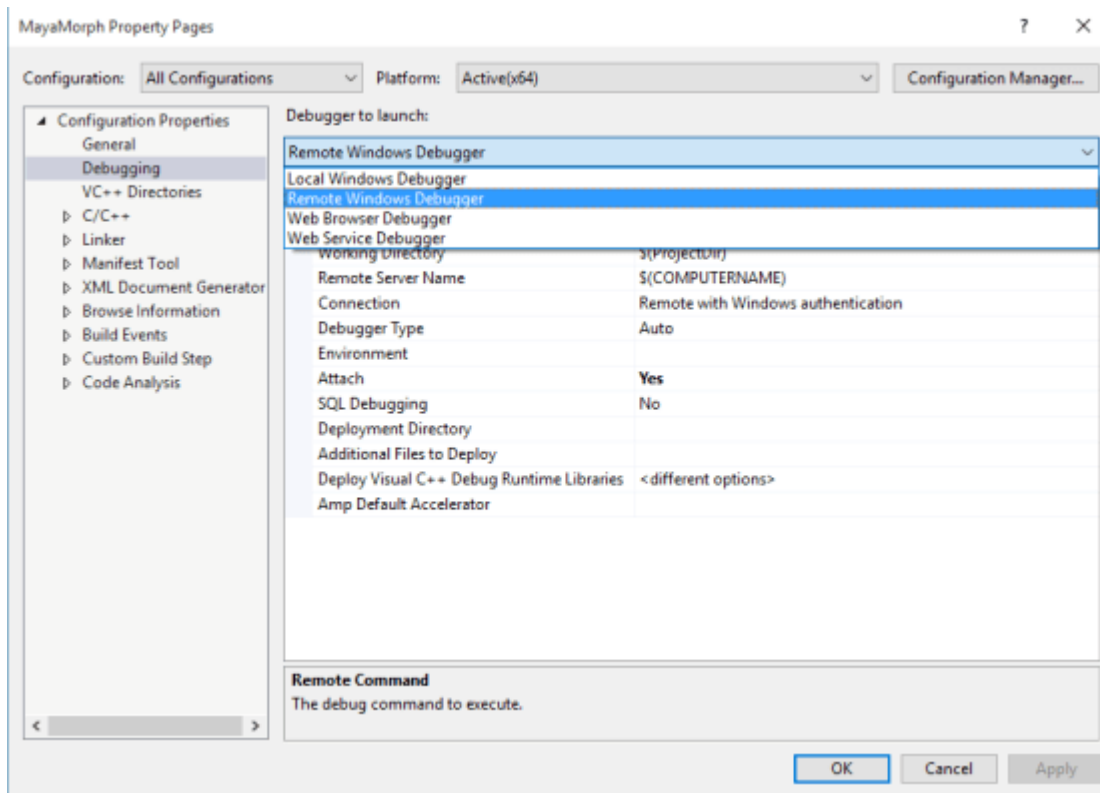 MayaMorph Property Pages
?
Configuration: All Configurations Platform: Active(x64) Configuration Manager...
Configuration Properties
General
Debugging
VC++ Directories
C/C++
Linker
Manifest Tool
XML Document Generator
Browse Information
Build Events
Custom Build Step
Code Analysis
Debugger to launch:
Remote Windows Debugger
Local Windows Debugger
Remote Windows Debugger
Web Browser Debugger
Web Service Debugger
Working Directory $(ProjectDir)
Remote Server Name $(COMPUTERNAME)
Connection Remote with Windows authentication
Debugger Type Auto
Environment
Attach Yes
SQL Debugging No
Deployment Directory
Additional Files to Deploy
Deploy Visual C++ Debug Runtime Libraries <different options>
Amp Default Accelerator
Remote Command
The debug command to execute.
OK Cancel Apply